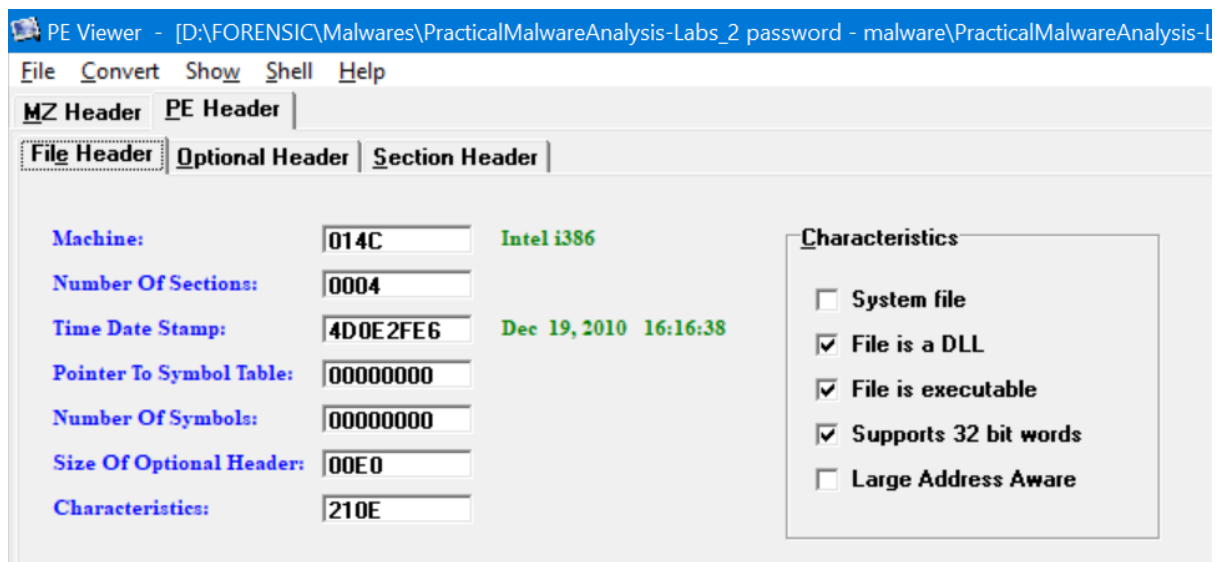 PE Viewer - [D:\FORENSIC\Malwares\PracticalMalwareAnalysis-Labs_2 password - malware\PracticalMalwareAnalysis-L
File Convert Show Shell Help
MZ Header PE Header
File Header Optional Header Section Header
Machine: 014C Intel i386
Number Of Sections: 0004
Time Date Stamp: 4D0E2FE6 Dec 19, 2010 16:16:38
Pointer To Symbol Table: 00000000
Number Of Symbols: 00000000
Size Of Optional Header: 00E0
Characteristics: 210E
Characteristics
System file
File is a DLL
File is executable
Supports 32 bit words
Large Address Aware